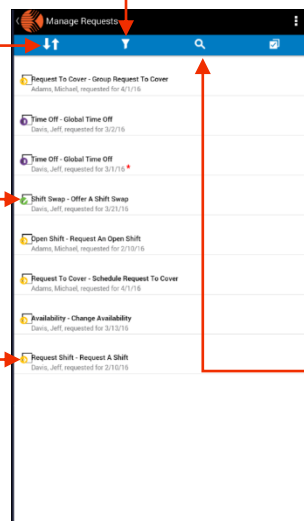 Manage Requests
Request To Cover - Group Request To Cover
Adams, Michael, requested for 4/1/16
Time Off - Global Time Off
Davis, Jeff, requested for 3/2/16
Time Off - Global Time Off
Davis, Jeff, requested for 3/1/16 *
Shift Swap - Offer A Shift Swap
Davis, Jeff, requested for 3/21/16
Open Shift - Request An Open Shift
Adams, Michael, requested for 2/10/16
Request To Cover - Schedule Request To Cover
Adams, Michael, requested for 4/1/16
Availability - Change Availability
Davis, Jeff, requested for 3/13/16
Request Shift - Request A Shift
Davis, Jeff, requested for 2/10/16